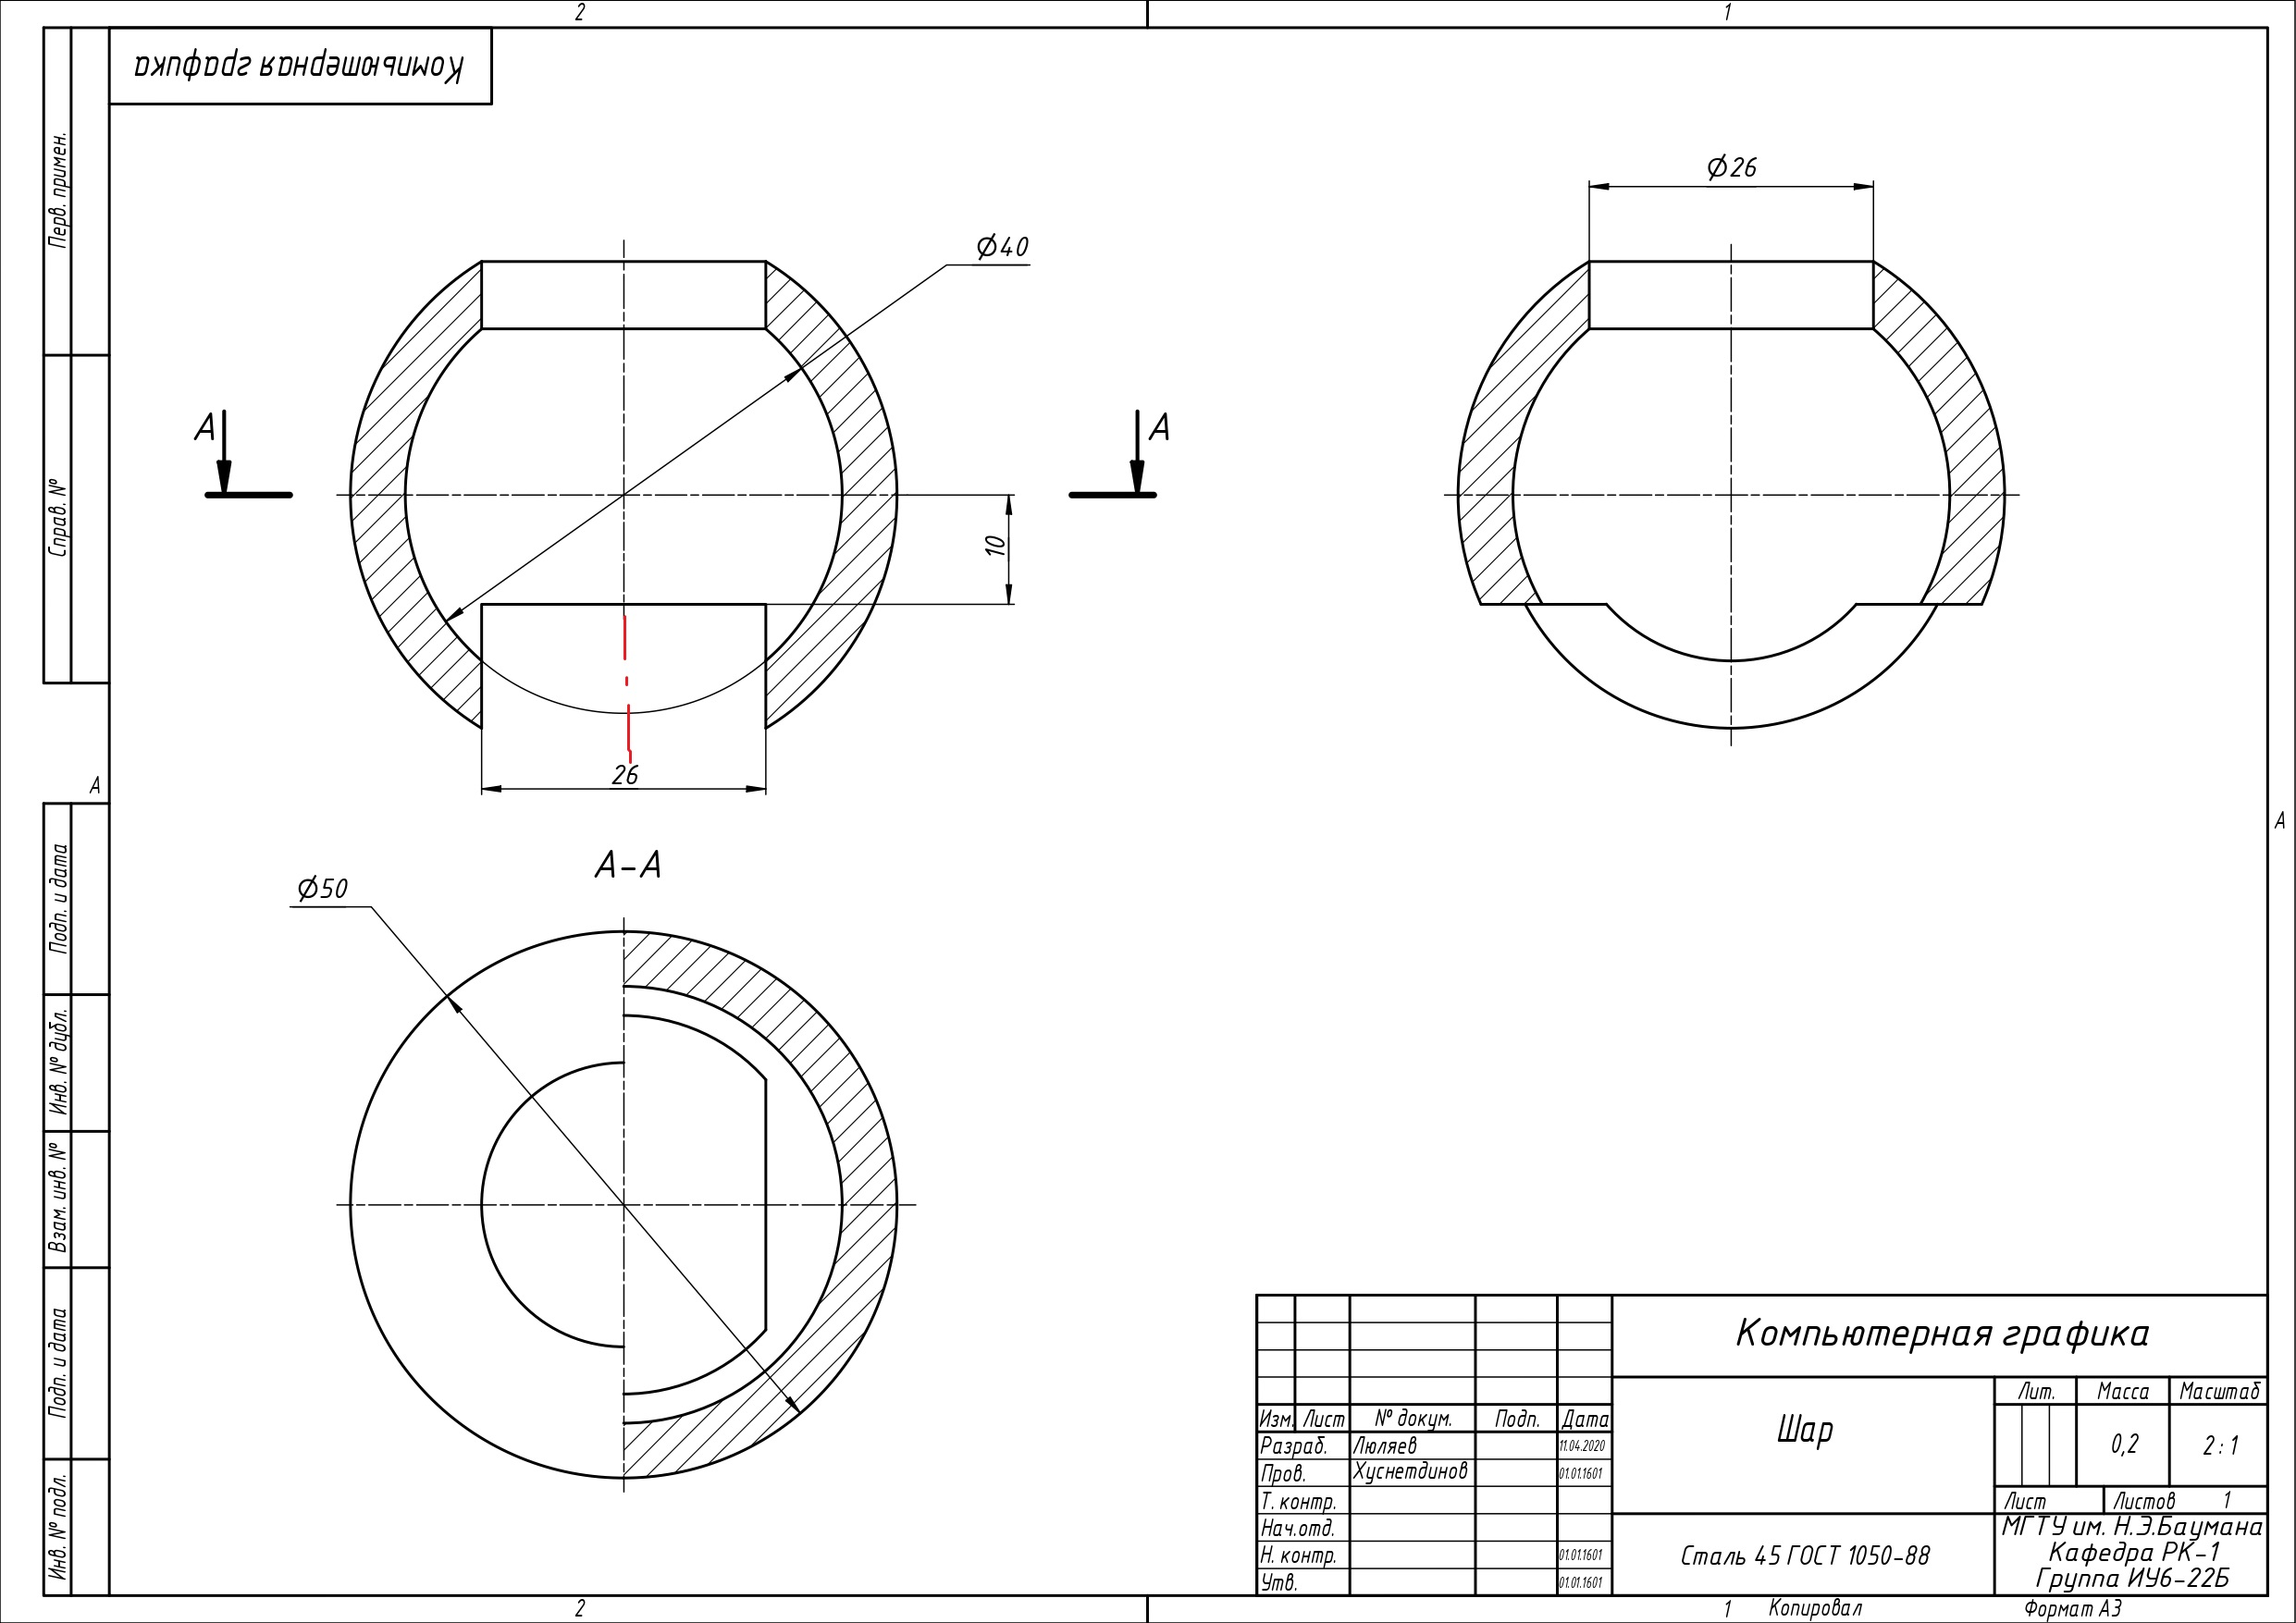 2
1
Компьютерная графика
Перв. примен.
Справ. №
Подп. и дата
Инв. № дубл.
Взам. инв. №
Подп. и дата
Инв. № подл.
A
A
Ø40
Ø26
A
A
10
26
A-A
Ø50
Компьютерная графика
Шар
Лит.
Масса
Масштаб
0,2
2:1
Лист
Листов 1
Изм.
Лист
№ докум.
Подп.
Дата
Разраб.
Люляев
11.04.2020
Пров.
Хуснетдинов
01.01.1601
Т. контр.
Нач.отд.
Н. контр.
01.01.1601
Утв.
01.01.1601
Сталь 45 ГОСТ 1050-88
МГТУ им. Н.Э.Баумана
Кафедра РК-1
Группа ИУ6-22Б
2
1
Копировал
Формат А3